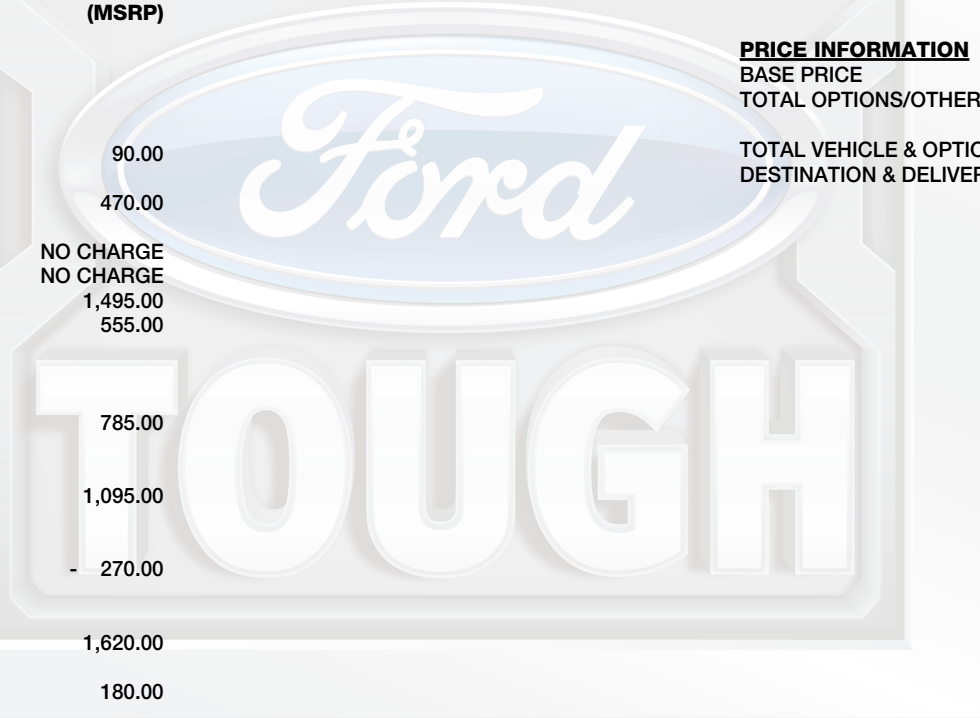 (MSRP)
90.00
470.00
NO CHARGE
NO CHARGE
1,495.00
555.00
785.00
1,095.00
- 270.00
1,620.00
180.00
PRICE INFORMATION
BASE PRICE
TOTAL OPTIONS/OTHER
TOTAL VEHICLE & OPTIO
DESTINATION & DELIVER
Ford
TOUGH